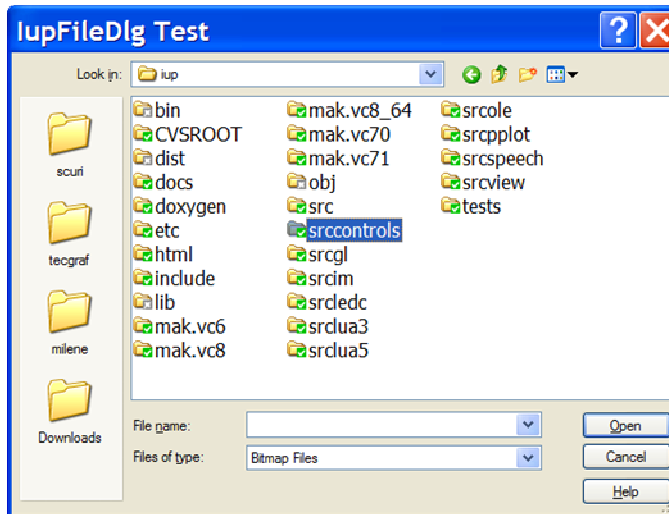 IupFileDlg Test
Look in: iup
scuri
tecgraf
milene
Downloads
bin
CVSROOT
dist
docs
doxygen
etc
html
include
lib
mak.vc6
mak.vc8
mak.vc8_64
mak.vc70
mak.vc71
obj
src
srccontrols
srcgl
srcim
srcledc
srclua3
srclua5
srcole
srcpplot
srcspeech
srcview
tests
File name:
Open
Files of type: Bitmap Files
Cancel
Help